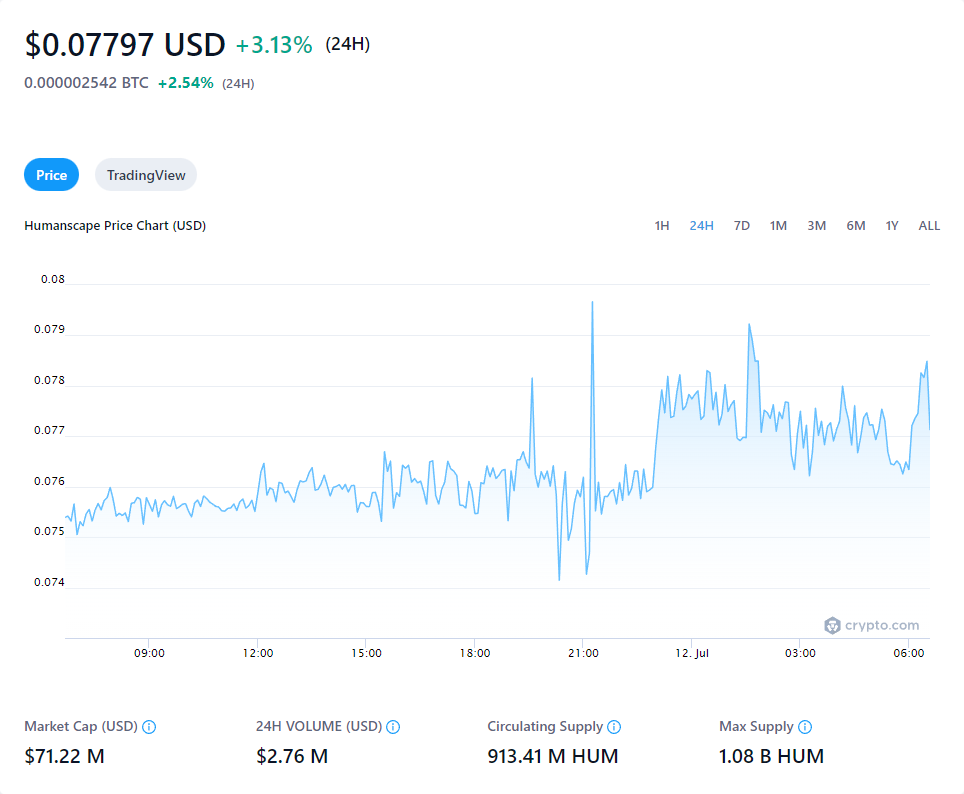 $0.07797 USD +3.13% (24H)
0.000002542 BTC +2.54% (24H)
Price TradingView
Humanscape Price Chart (USD) 1H 24H 7D 1M 3M 6M 1Y ALL
0.08
0.079
0.078
0.077
0.076
0.075
0.074
crypto.com
09:00 12:00 15:00 18:00 21:00 12. Jul 03:00 06:00
Market Cap (USD) 24H VOLUME (USD) Circulating Supply Max Supply
$71.22 M $2.76 M 913.41 M HUM 1.08 B HUM